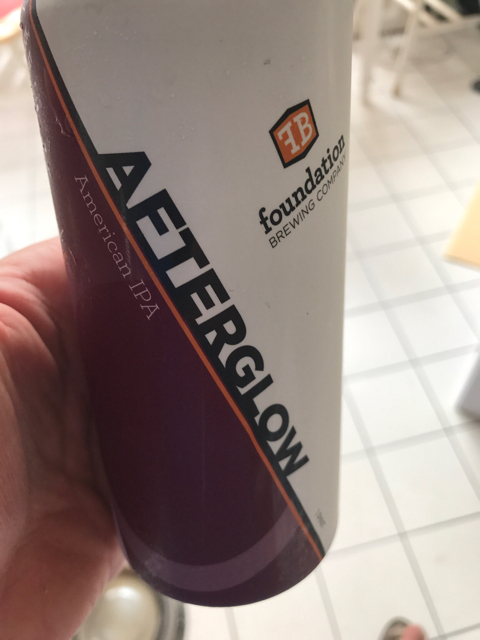 FB
foundation
BREWING COMPANY
AFTERGLOW
American IPA